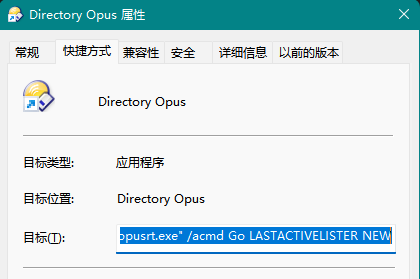 Directory Opus 属性
常规 快捷方式 兼容性 安全 详细信息 以前的版本
Directory Opus
目标类型: 应用程序
目标位置: Directory Opus
目标(T): opusrt.exe" /acmd Go LASTACTIVELISTER NEW